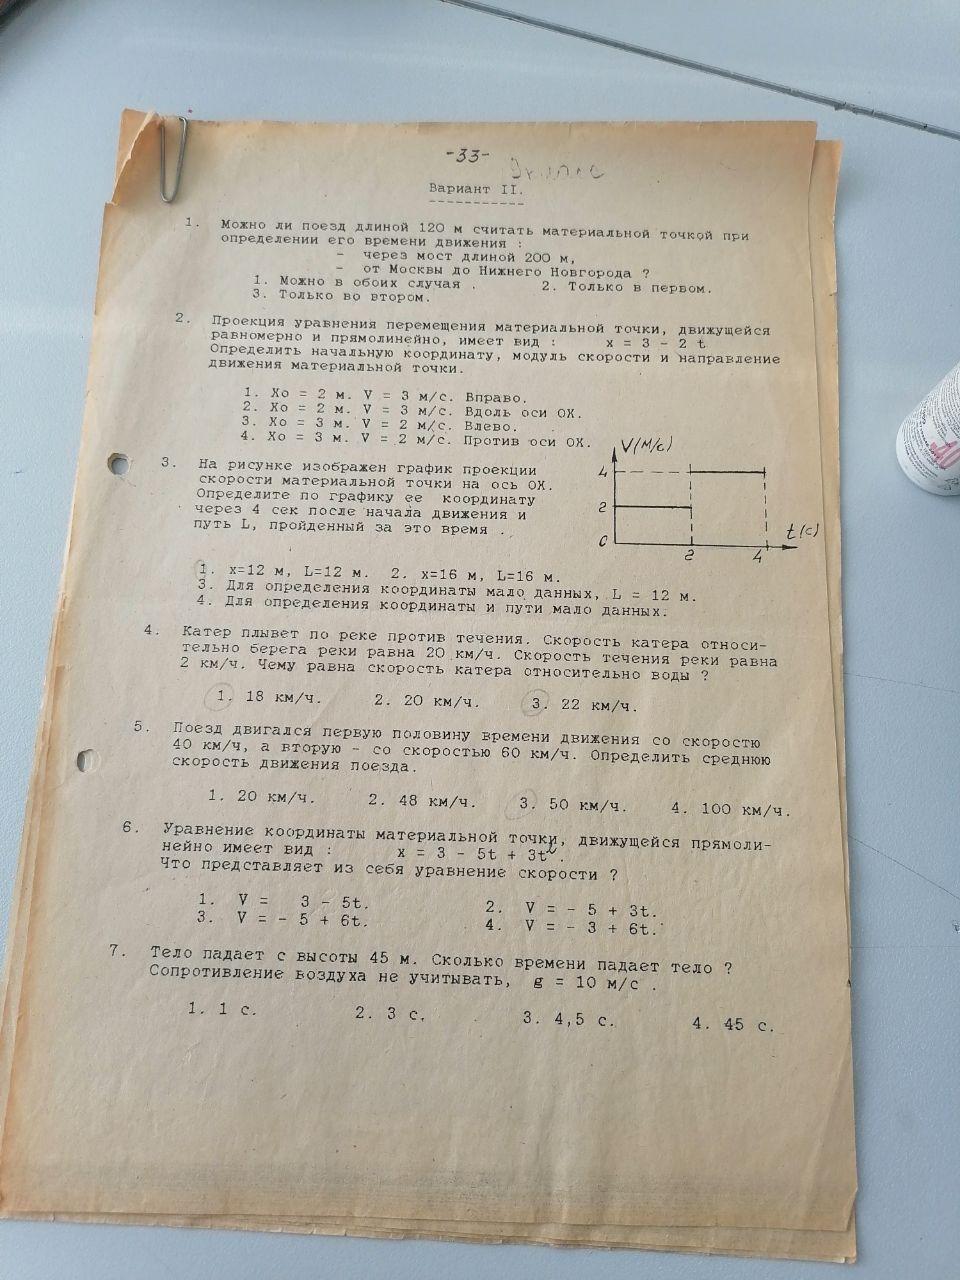 -33-
Вариант II.
1. Можно ли поезд длиной 120 м считать материальной точкой при
определении его времени движения :
- через мост длиной 200 м,
- от Москвы до Нижнего Новгорода ?
1. Можно в обоих случая . 2. Только в первом.
3. Только во втором.
2. Проекция уравнения перемещения материальной точки, движущейся
равномерно и прямолинейно, имеет вид : x = 3 - 2 t
Определить начальную координату, модуль скорости и направление
движения материальной точки.
1. Xo = 2 м. V = 3 м/с. Вправо.
2. Xo = 2 м. V = 3 м/с. Вдоль оси OX.
3. Xo = 3 м. V = 2 м/с. Влево.
4. Xo = 3 м. V = 2 м/с. Против оси OX.
3. На рисунке изображен график проекции
скорости материальной точки на ось OX.
Определите по графику ее координату
через 4 сек после начала движения и
путь L, пройденный за это время .
V(м/с)
4
2
0
2
4
t(с)
1. x=12 м, L=12 м. 2. x=16 м, L=16 м.
3. Для определения координаты мало данных, L = 12 м.
4. Для определения координаты и пути мало данных.
4. Катер плывет по реке против течения. Скорость катера относи-
тельно берега реки равна 20 км/ч. Скорость течения реки равна
2 км/ч. Чему равна скорость катера относительно воды ?
1. 18 км/ч. 2. 20 км/ч. 3. 22 км/ч.
5. Поезд двигался первую половину времени движения со скоростю
40 км/ч, а вторую - со скоростью 60 км/ч. Определить среднюю
скорость движения поезда.
1. 20 км/ч. 2. 48 км/ч. 3. 50 км/ч. 4. 100 км/ч.
6. Уравнение координаты материальной точки, движущейся прямоли-
нейно имеет вид : x = 3 - 5t + 3t².
Что представляет из себя уравнение скорости ?
1. V = 3 - 5t. 2. V = - 5 + 3t.
3. V = - 5 + 6t. 4. V = - 3 + 6t.
7. Тело падает с высоты 45 м. Сколько времени падает тело ?
Сопротивление воздуха не учитывать, g = 10 м/с .
1. 1 с. 2. 3 с. 3. 4,5 с. 4. 45 с.